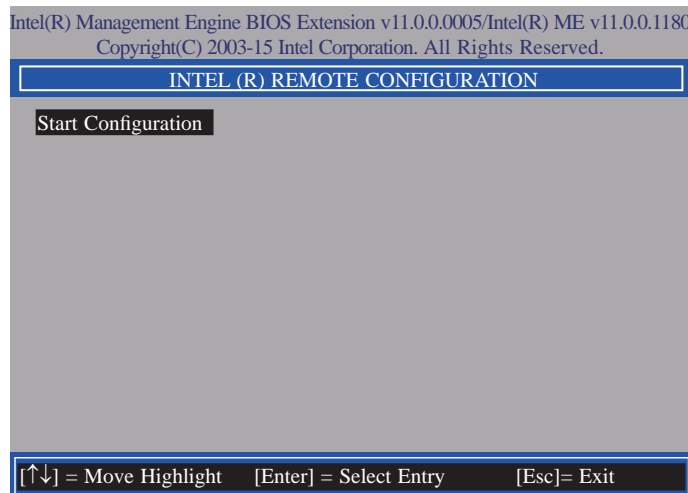 Intel(R) Management Engine BIOS Extension v11.0.0.0005/Intel(R) ME v11.0.0.1180
Copyright(C) 2003-15 Intel Corporation. All Rights Reserved.
INTEL (R) REMOTE CONFIGURATION
Start Configuration
[↑↓] = Move Highlight [Enter] = Select Entry [Esc]= Exit